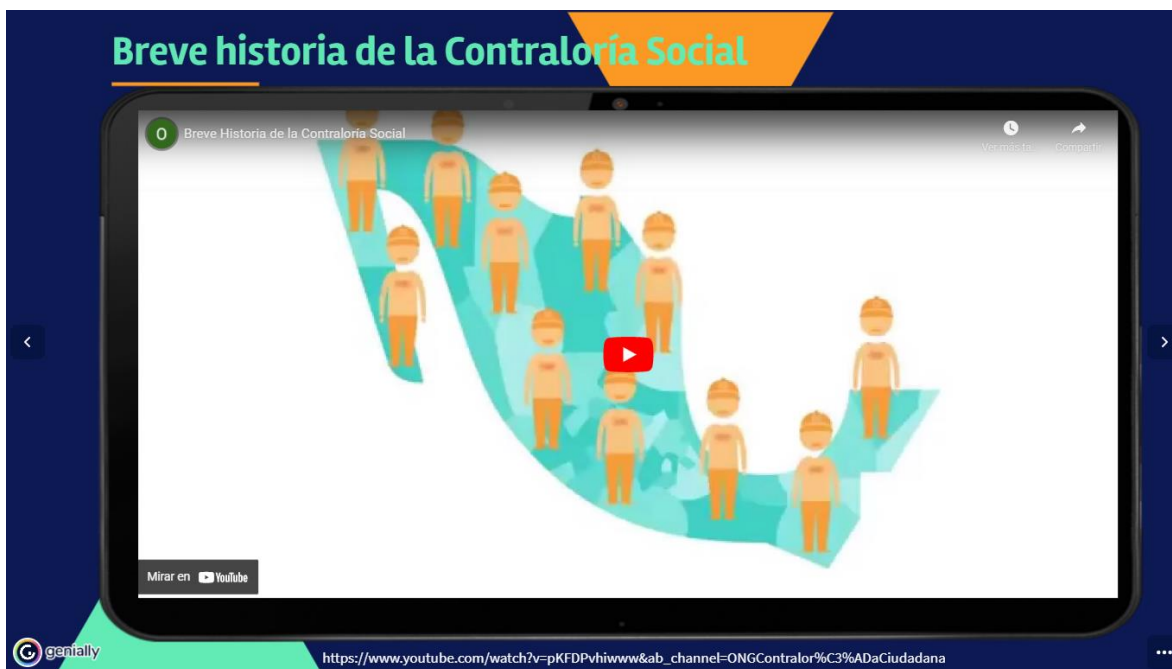 Breve historia de la Contraloría Social
O
Breve Historia de la Contraloría Social
Ver más ta...
Compartir
Mirar en YouTube
genially
https://www.youtube.com/watch?v=pKFDPvhiwww&ab_channel=ONGContralor%C3%ADaCiudadana